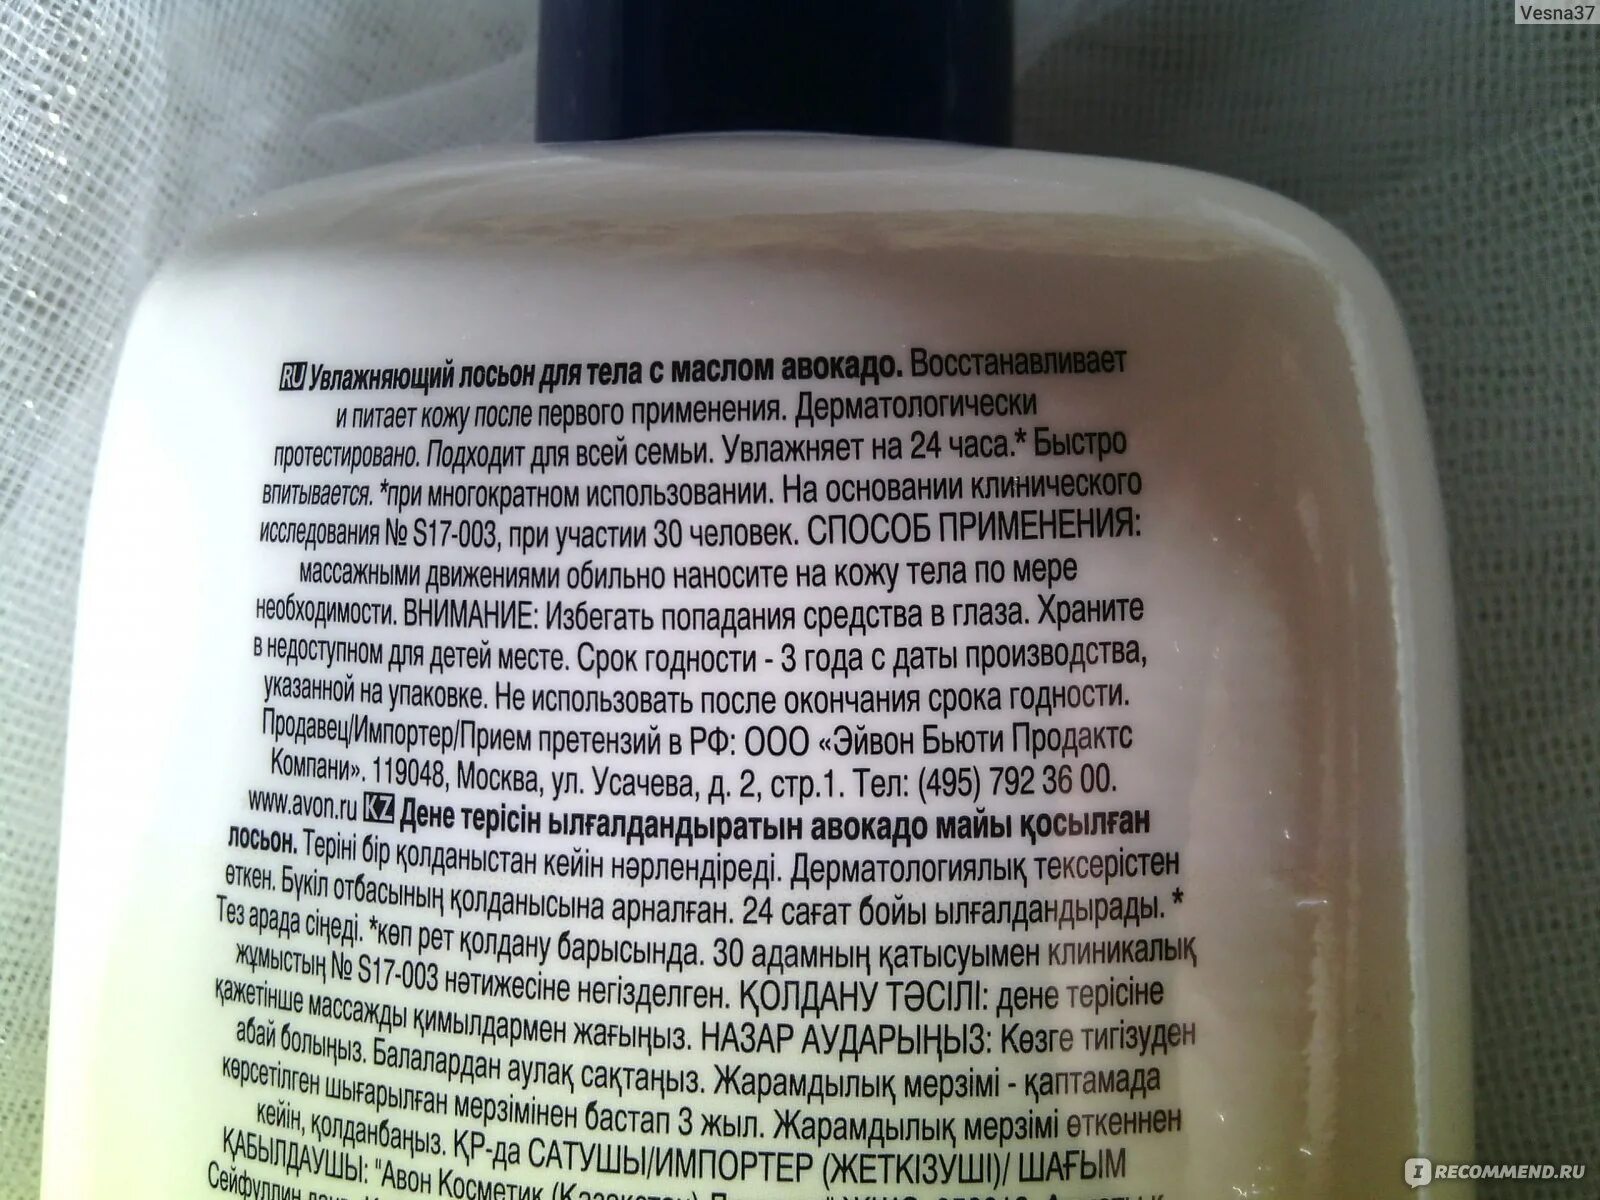 Vesna37
RU Увлажняющий лосьон для тела с маслом авокадо. Восстанавливает
и питает кожу после первого применения. Дерматологически
протестировано. Подходит для всей семьи. Увлажняет на 24 часа.* Быстро
впитывается. *при многократном использовании. На основании клинического
исследования № S17-003, при участии 30 человек. СПОСОБ ПРИМЕНЕНИЯ:
массажными движениями обильно наносите на кожу тела по мере
необходимости. ВНИМАНИЕ: Избегать попадания средства в глаза. Храните
в недоступном для детей месте. Срок годности - 3 года с даты производства,
указанной на упаковке. Не использовать после окончания срока годности.
Продавец/Импортер/Прием претензий в РФ: ООО «Эйвон Бьюти Продактс
Компани». 119048, Москва, ул. Усачева, д. 2, стр.1. Тел: (495) 792 36 00.
www.avon.ru KZ Дене терісін ылғалдандыратын авокадо майы қосылған
лосьон. Теріні бір қолданыстан кейін нәрлендіреді. Дерматологиялық тексерістен
өткен. Бүкіл отбасының қолданысына арналған. 24 сағат бойы ылғалдандырады. *
Тез арада сіңеді. *көп рет қолдану барысында. 30 адамның қатысуымен клиникалық
жұмыстың № S17-003 нәтижесіне негізделген. ҚОЛДАНУ ТӘСІЛІ: дене терісіне
қажетінше массажды қимылдармен жағыңыз. НАЗАР АУДАРЫҢЫЗ: Көзге тигізуден
абай болыңыз. Балалардан аулақ сақтаңыз. Жарамдылық мерзімі - қаптамада
көрсетілген шығарылған мерзімінен бастап 3 жыл. Жарамдылық мерзімі өткеннен
кейін, қолданбаңыз. ҚР-да САТУШЫ/ИМПОРТЕР (ЖЕТКІЗУШІ)/ ШАҒЫМ
ҚАБЫЛДАУШЫ: "Авон Косметик (Казахстан)
Сейфуллин
IRECOMMEND.RU